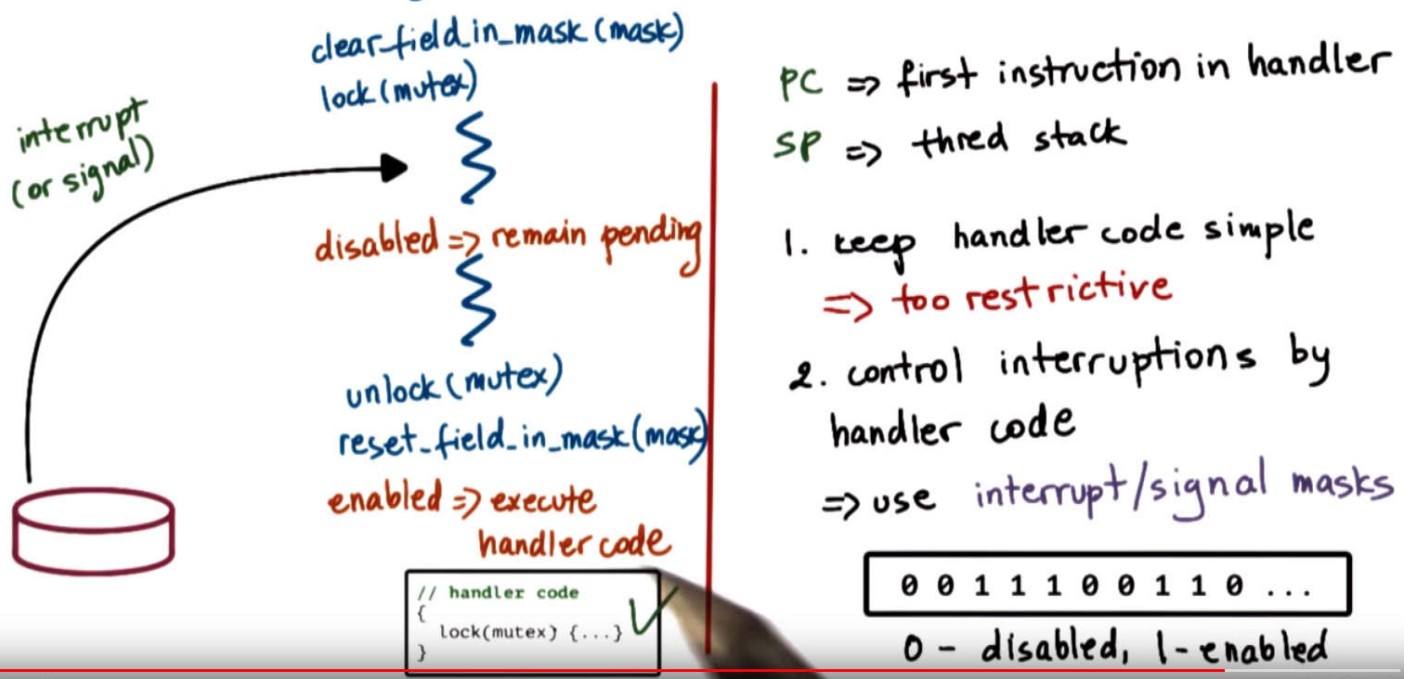 clear_field_in_mask(mask)
lock(mutex)
interrupt
(or signal)
disabled => remain pending
unlock(mutex)
reset_field_in_mask(mask)
enabled => execute
handler code
// handler code
{
lock(mutex) {...}
}
PC => first instruction in handler
SP => thred stack
1. keep handler code simple
=> too restrictive
2. control interruptions by
handler code
=> use interrupt/signal masks
0 0 1 1 1 0 0 1 1 0 ...
0 - disabled, 1 - enabled